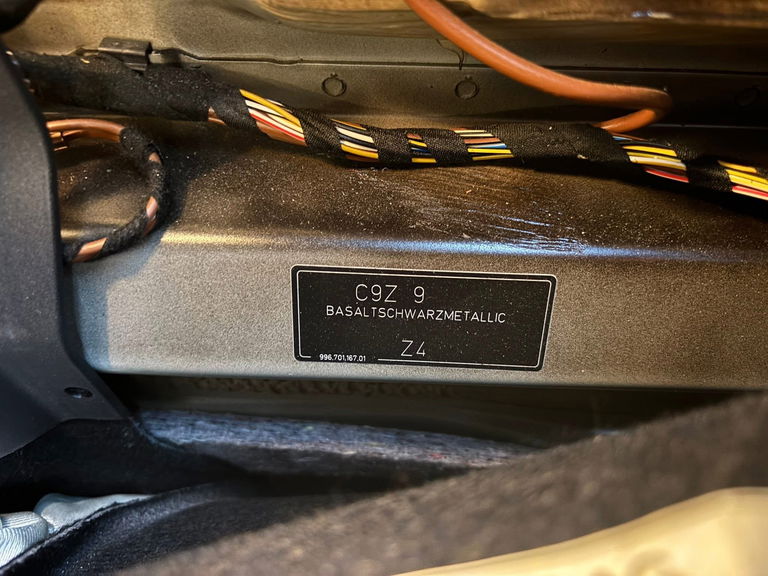 C9Z 9
BASALTSCHWARZMETALLIC
Z4
996.701.167.01